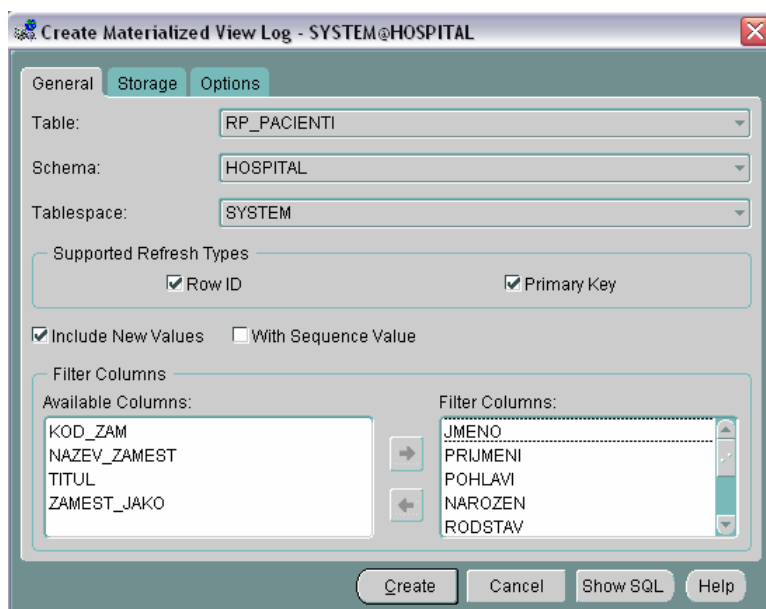 Create Materialized View Log - SYSTEM@HOSPITAL
General Storage Options
Table: RP_PACIENTI
Schema: HOSPITAL
Tablespace: SYSTEM
Supported Refresh Types
Row ID Primary Key
Include New Values With Sequence Value
Filter Columns
Available Columns: Filter Columns:
KOD_ZAM JMENO
NAZEV_ZAMEST PRIJMENI
TITUL POHLAVI
ZAMEST_JAKO NAROZEN
RODSTAV
Create Cancel Show SQL Help